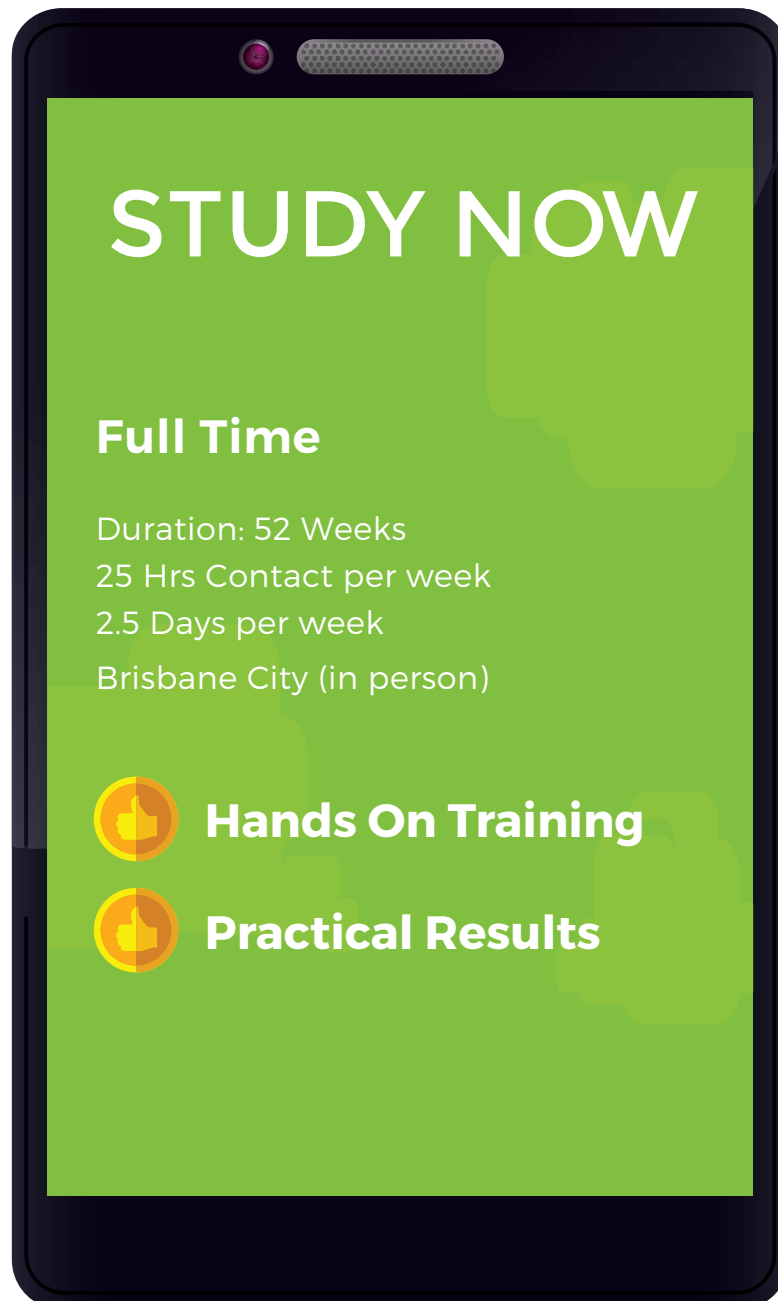 STUDY NOW
Full Time
Duration: 52 Weeks
25 Hrs Contact per week
2.5 Days per week
Brisbane City (in person)
Hands On Training
Practical Results